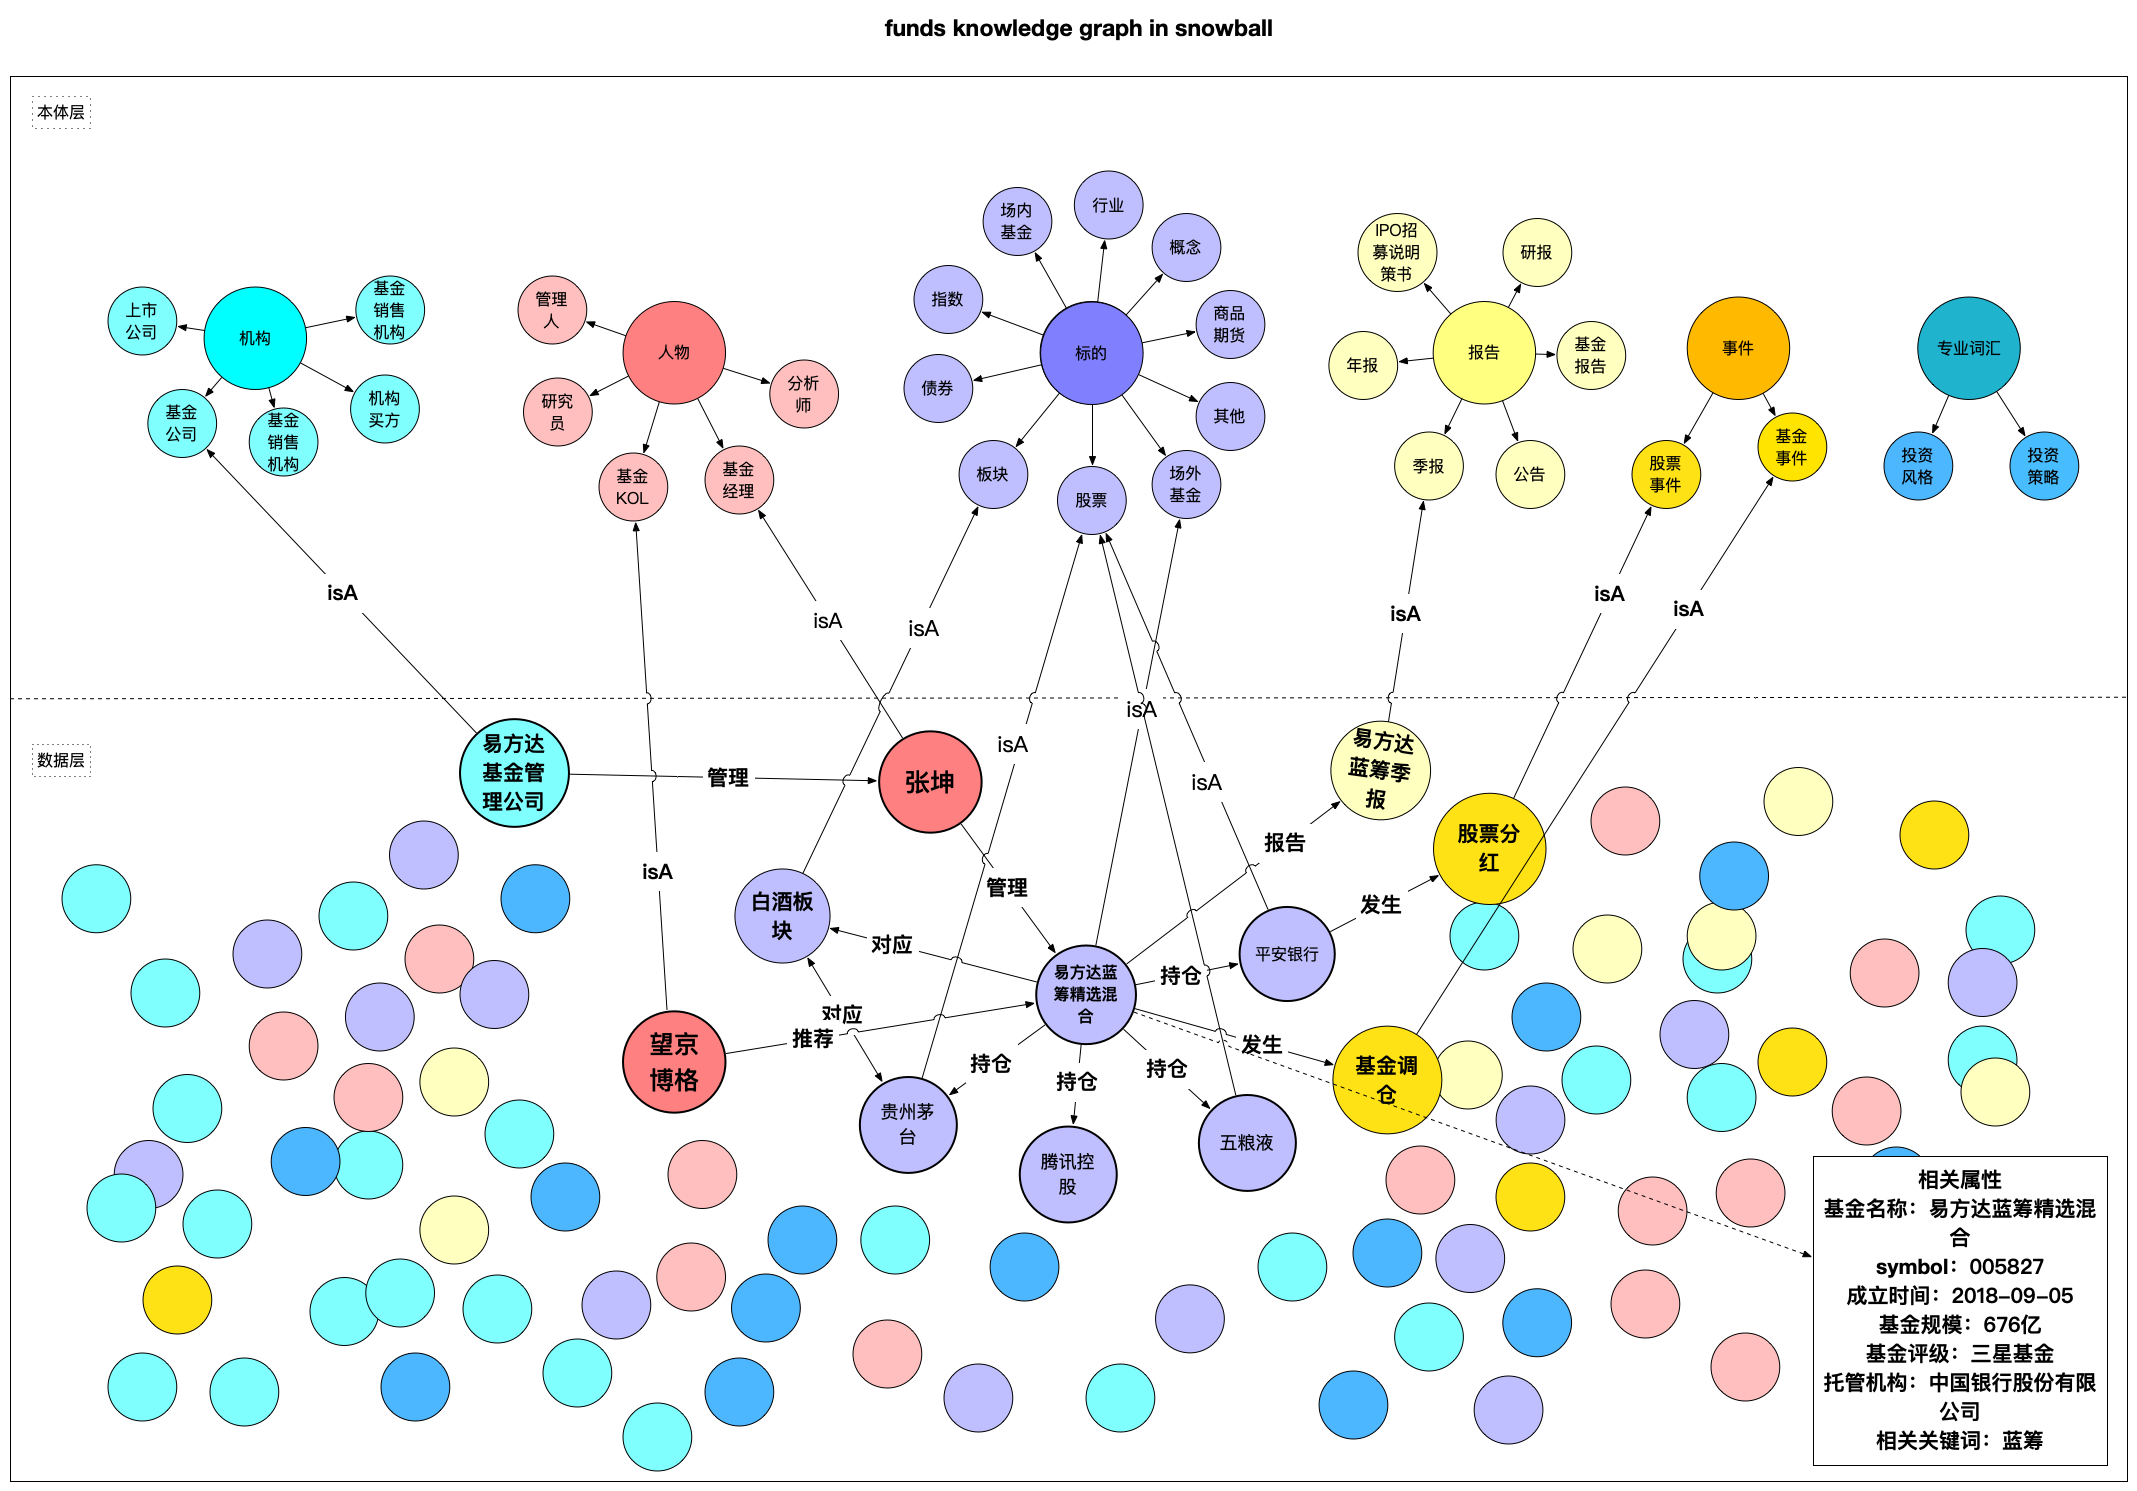 funds knowledge graph in snowball
本体层
上市
公司
机构
基金
销售
机构
基金
公司
基金
销售
机构
机构
买方
管理
人
人物
研究
员
分析
师
基金
KOL
基金
经理
场内
基金
行业
概念
指数
商品
期货
标的
债券
其他
板块
股票
场外
基金
IPO招
募说明
策书
研报
年报
报告
基金
报告
季报
公告
事件
股票
事件
基金
事件
专业词汇
投资
风格
投资
策略
isA
isA
isA
isA
isA
isA
isA
isA
isA
isA
数据层
易方达
基金管
理公司
管理
张坤
易方达
蓝筹季
报
股票分
红
报告
管理
白酒板
块
对应
发生
平安银行
易方达蓝
筹精选混
合
持仓
对应
推荐
望京
博格
发生
基金调
仓
持仓
持仓
持仓
贵州茅
台
腾讯控
股
五粮液
相关属性
基金名称：易方达蓝筹精选混
合
symbol：005827
成立时间：2018-09-05
基金规模：676亿
基金评级：三星基金
托管机构：中国银行股份有限
公司
相关关键词：蓝筹